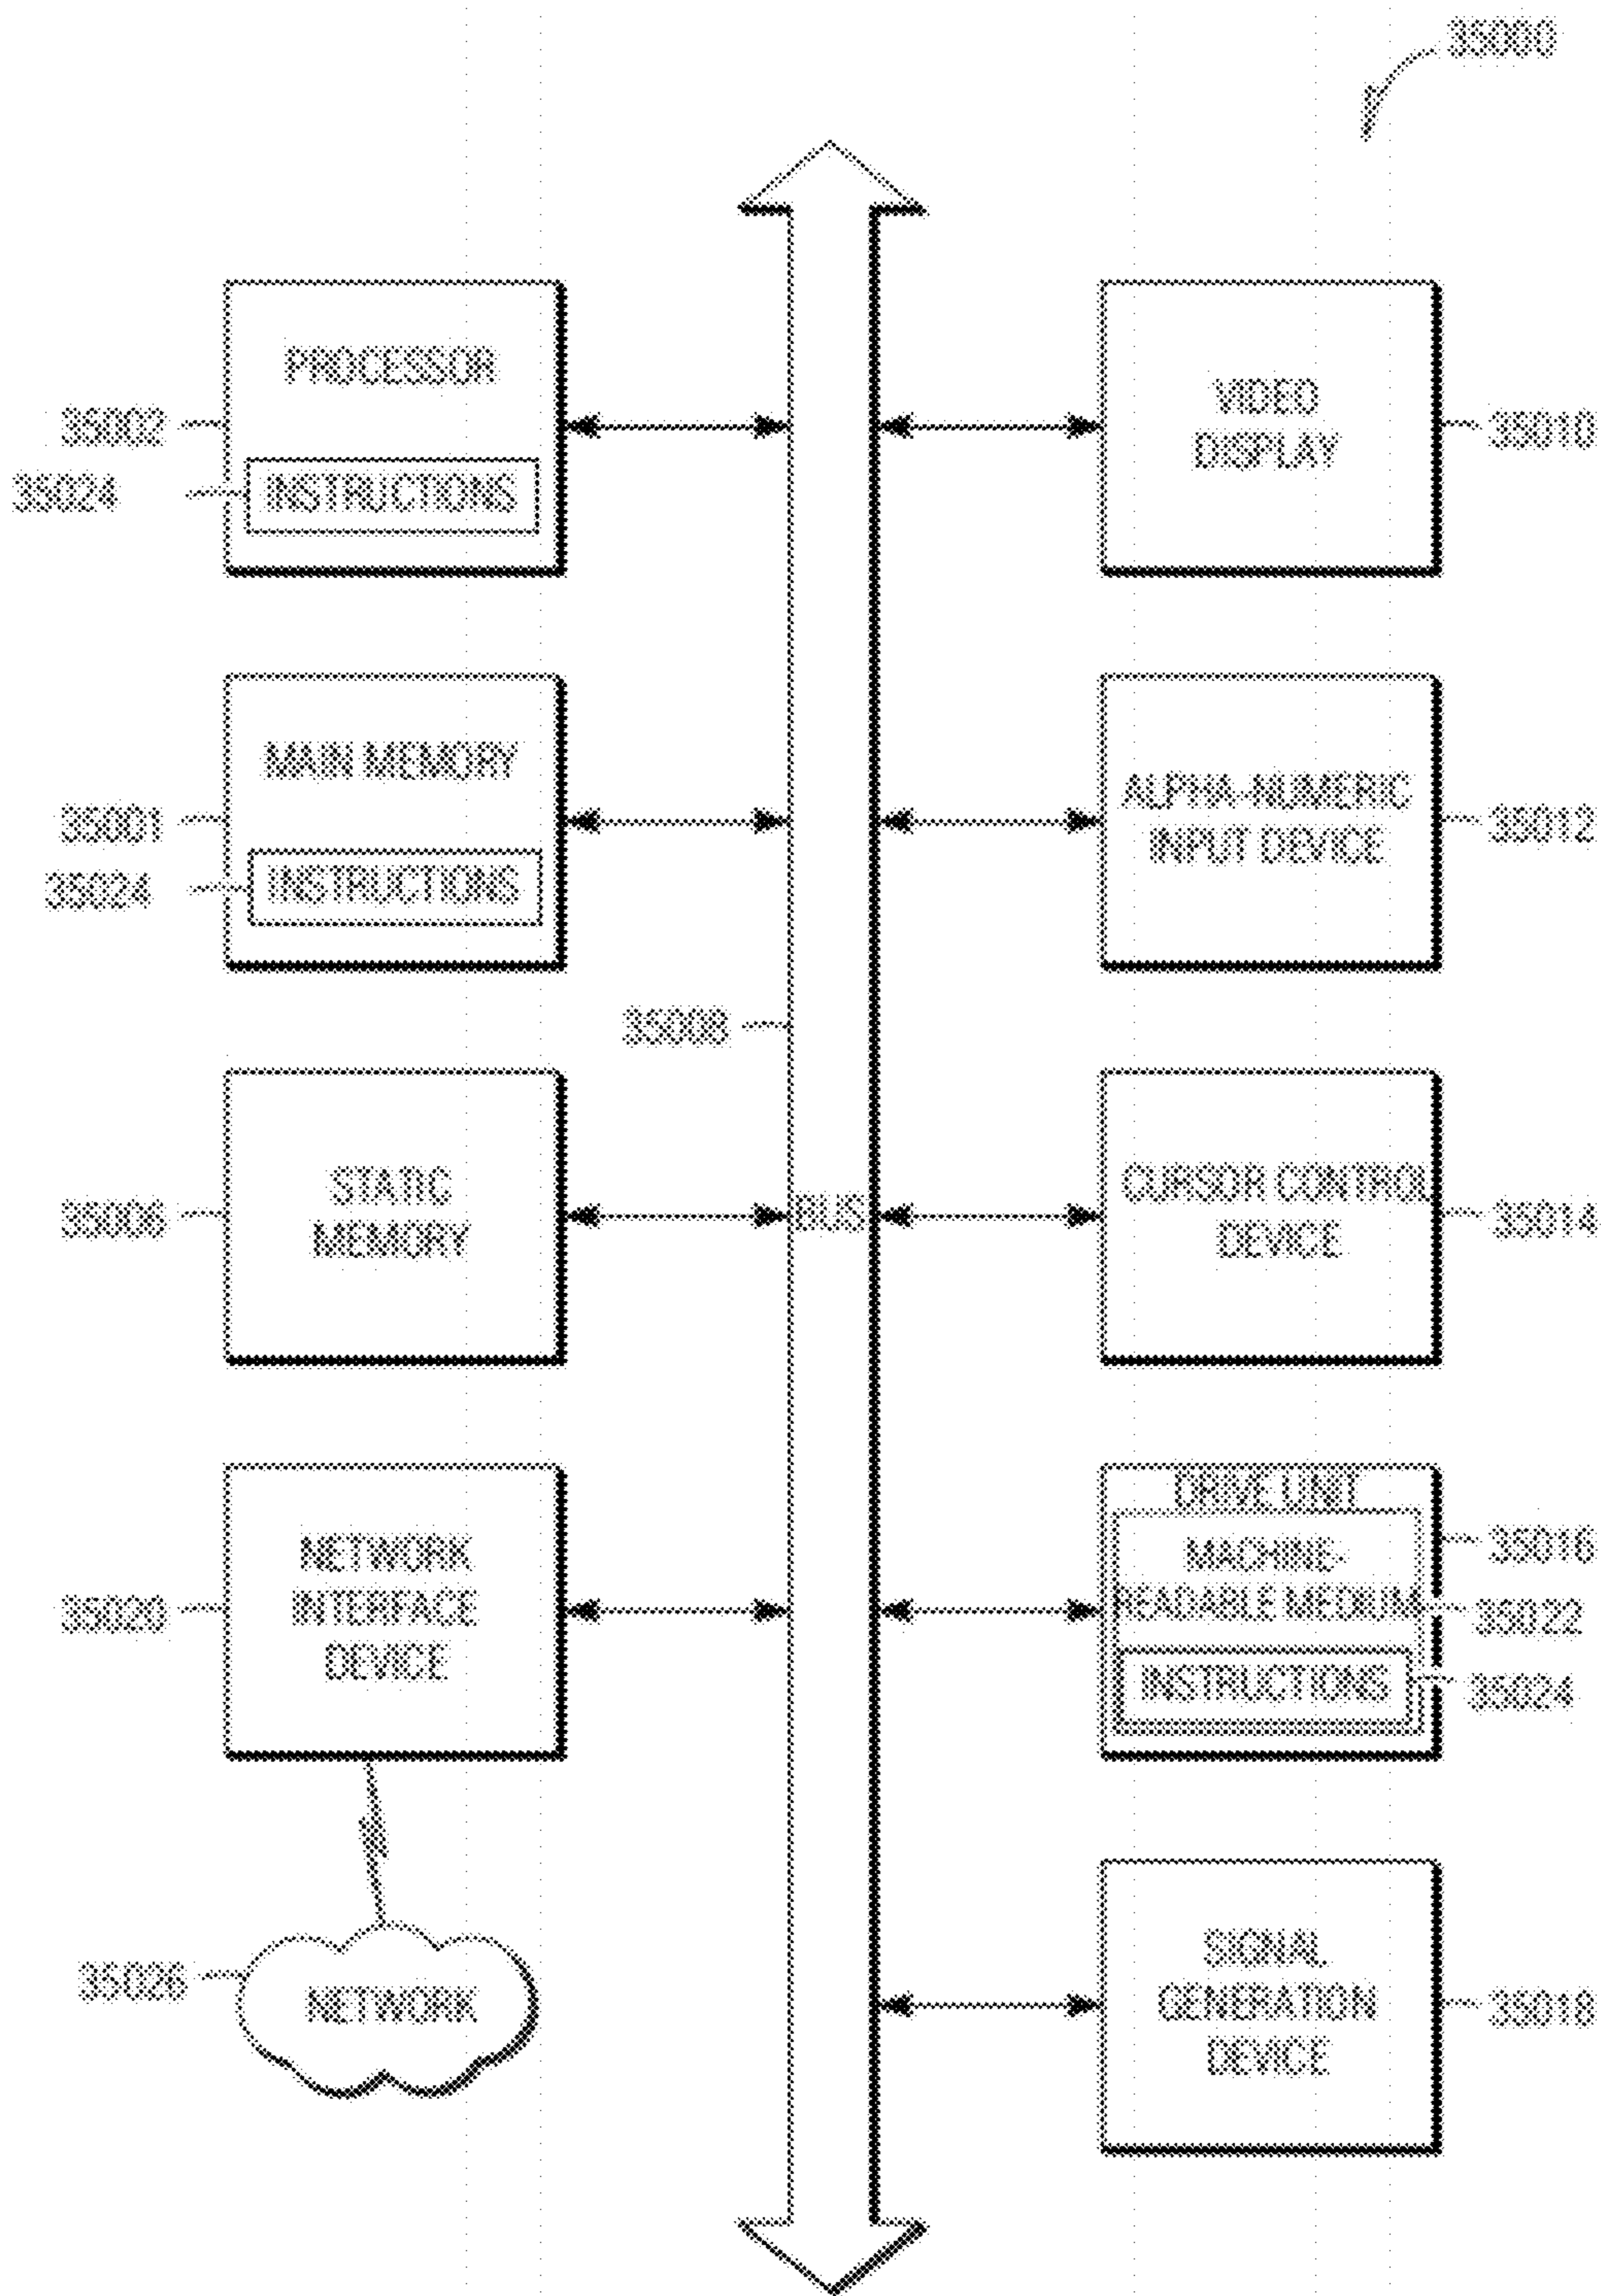 35000
PROCESSOR
35002
35024
INSTRUCTIONS
VIDEO
DISPLAY
35010
MAIN MEMORY
35001
35024
INSTRUCTIONS
ALPHA-NUMERIC
INPUT DEVICE
35012
35008
STATIC
MEMORY
35006
BUS
CURSOR CONTROL
DEVICE
35014
NETWORK
INTERFACE
DEVICE
35020
DRIVE UNIT
MACHINE-
READABLE MEDIUM
INSTRUCTIONS
35016
35022
35024
35026
NETWORK
SIGNAL
GENERATION
DEVICE
35018